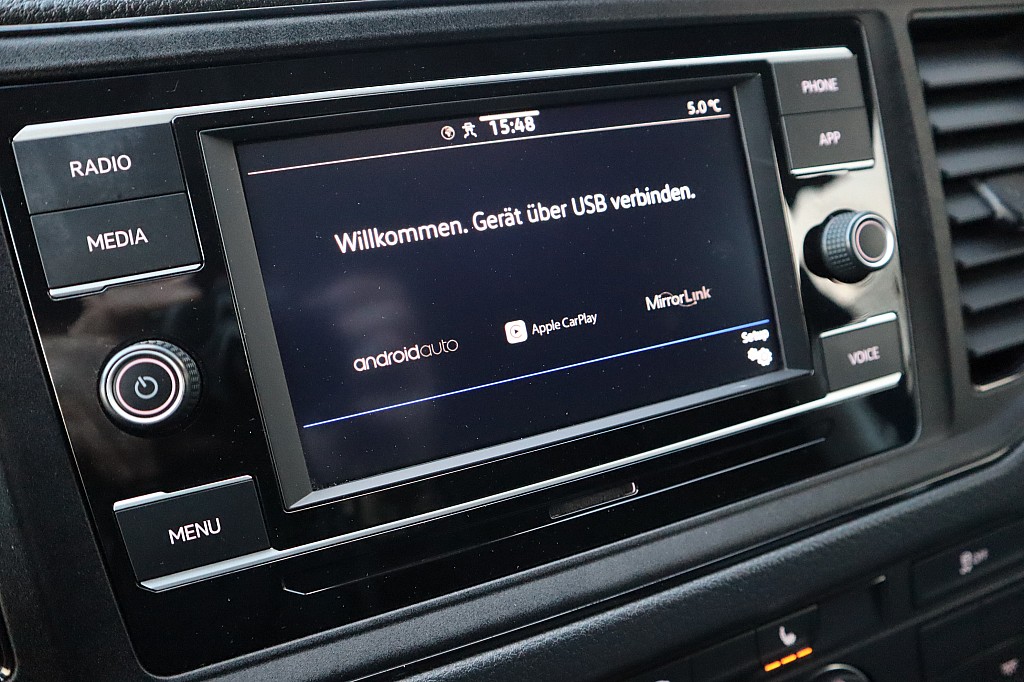 RADIO
MEDIA
MENU
15:48
5.0°C
Willkommen. Gerät über USB verbinden.
androidauto
Apple CarPlay
MirrorLink
Setup
PHONE
APP
VOICE
OFF